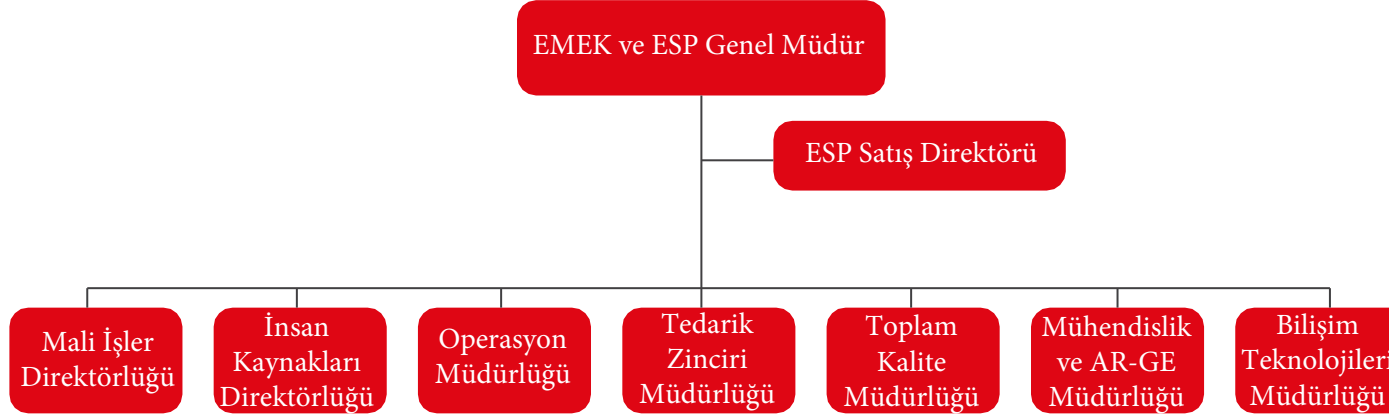 EMEK ve ESP Genel Müdür
ESP Satış Direktörü
Mali İşler
Direktörlüğü
İnsan
Kaynakları
Direktörlüğü
Operasyon
Müdürlüğü
Tedarik
Zinciri
Müdürlüğü
Toplam
Kalite
Müdürlüğü
Mühendislik
ve AR-GE
Müdürlüğü
Bilişim
Teknolojileri
Müdürlüğü